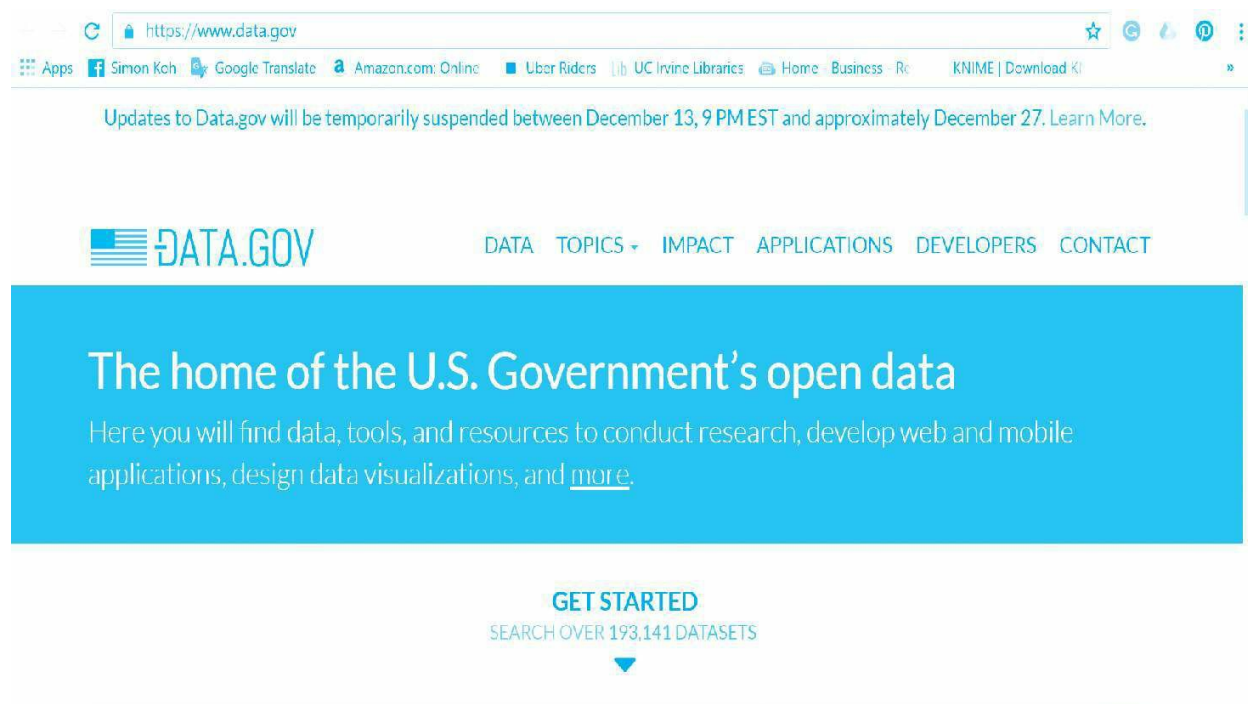 https://www.data.gov
Apps Simon Koh Google Translate Amazon.com: Online Uber Riders Lib UC Irvine Libraries Home - Business - Re KNIME | Download KN
Updates to Data.gov will be temporarily suspended between December 13, 9 PM EST and approximately December 27. Learn More.
DATA.GOV
DATA TOPICS IMPACT APPLICATIONS DEVELOPERS CONTACT
The home of the U.S. Government’s open data
Here you will find data, tools, and resources to conduct research, develop web and mobile
applications, design data visualizations, and more.
GET STARTED
SEARCH OVER 193,141 DATASETS